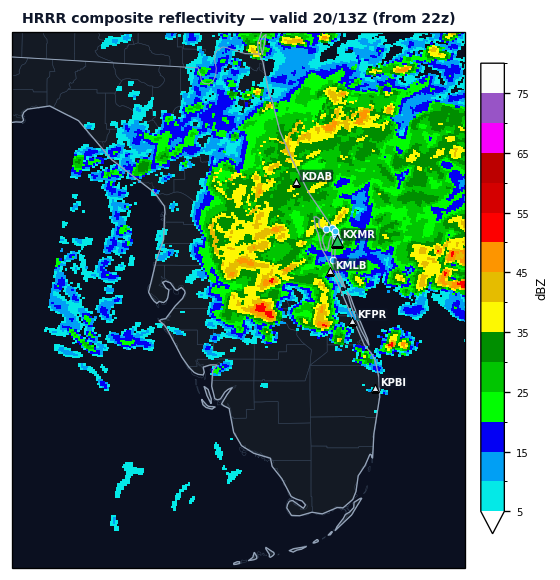 HRRR composite reflectivity — valid 20/13Z (from 22z)
KDAB
KXMR
KMLB
KFPR
KPBI
75
65
55
45
35
25
15
5
dBZ